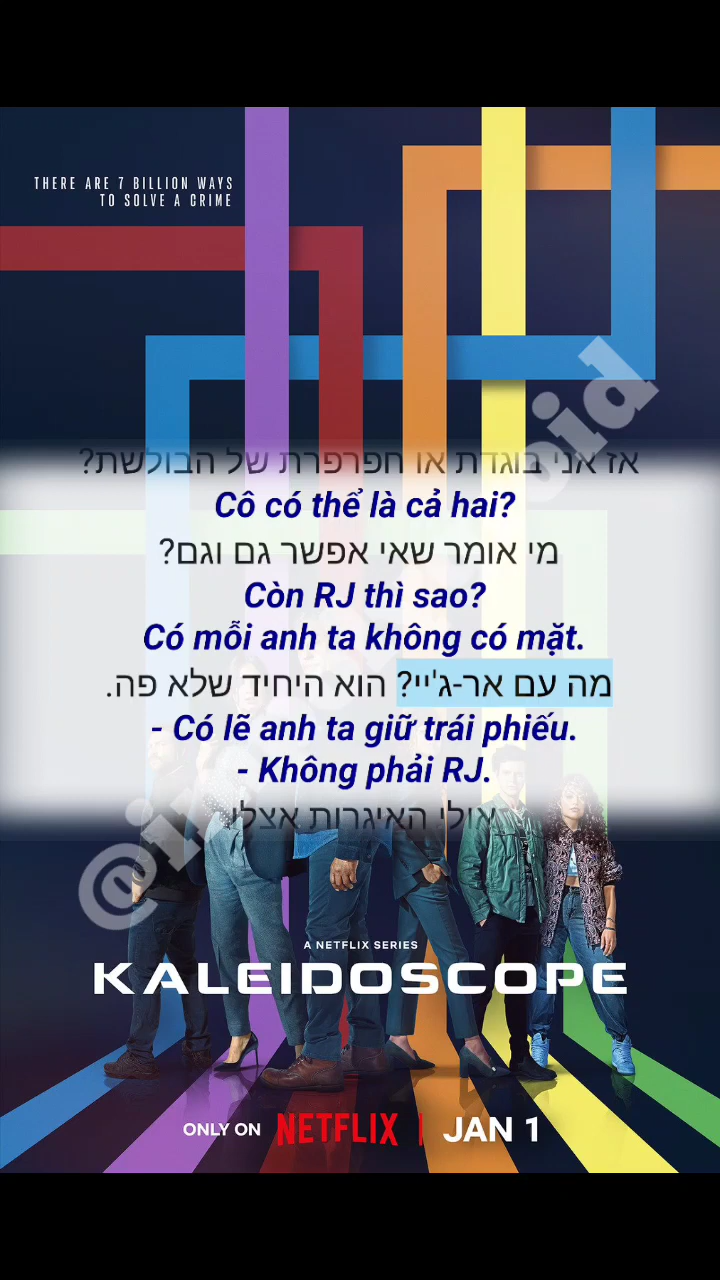 THERE ARE 7 BILLION WAYS
TO SOLVE A CRIME
אז אני בוגדת או חפרפרת של הבולשת?
Cô có thể là cả hai?
מי אומר שאי אפשר גם וגם?
Còn RJ thì sao?
Có mỗi anh ta không có mặt.
מה עם אר-ג'יי? הוא היחיד שלא פה.
- Có lẽ anh ta giữ trái phiếu.
- Không phải RJ.
אולי האיגרות אצלו
A NETFLIX SERIES
KALEIDOSCOPE
ONLY ON NETFLIX | JAN 1